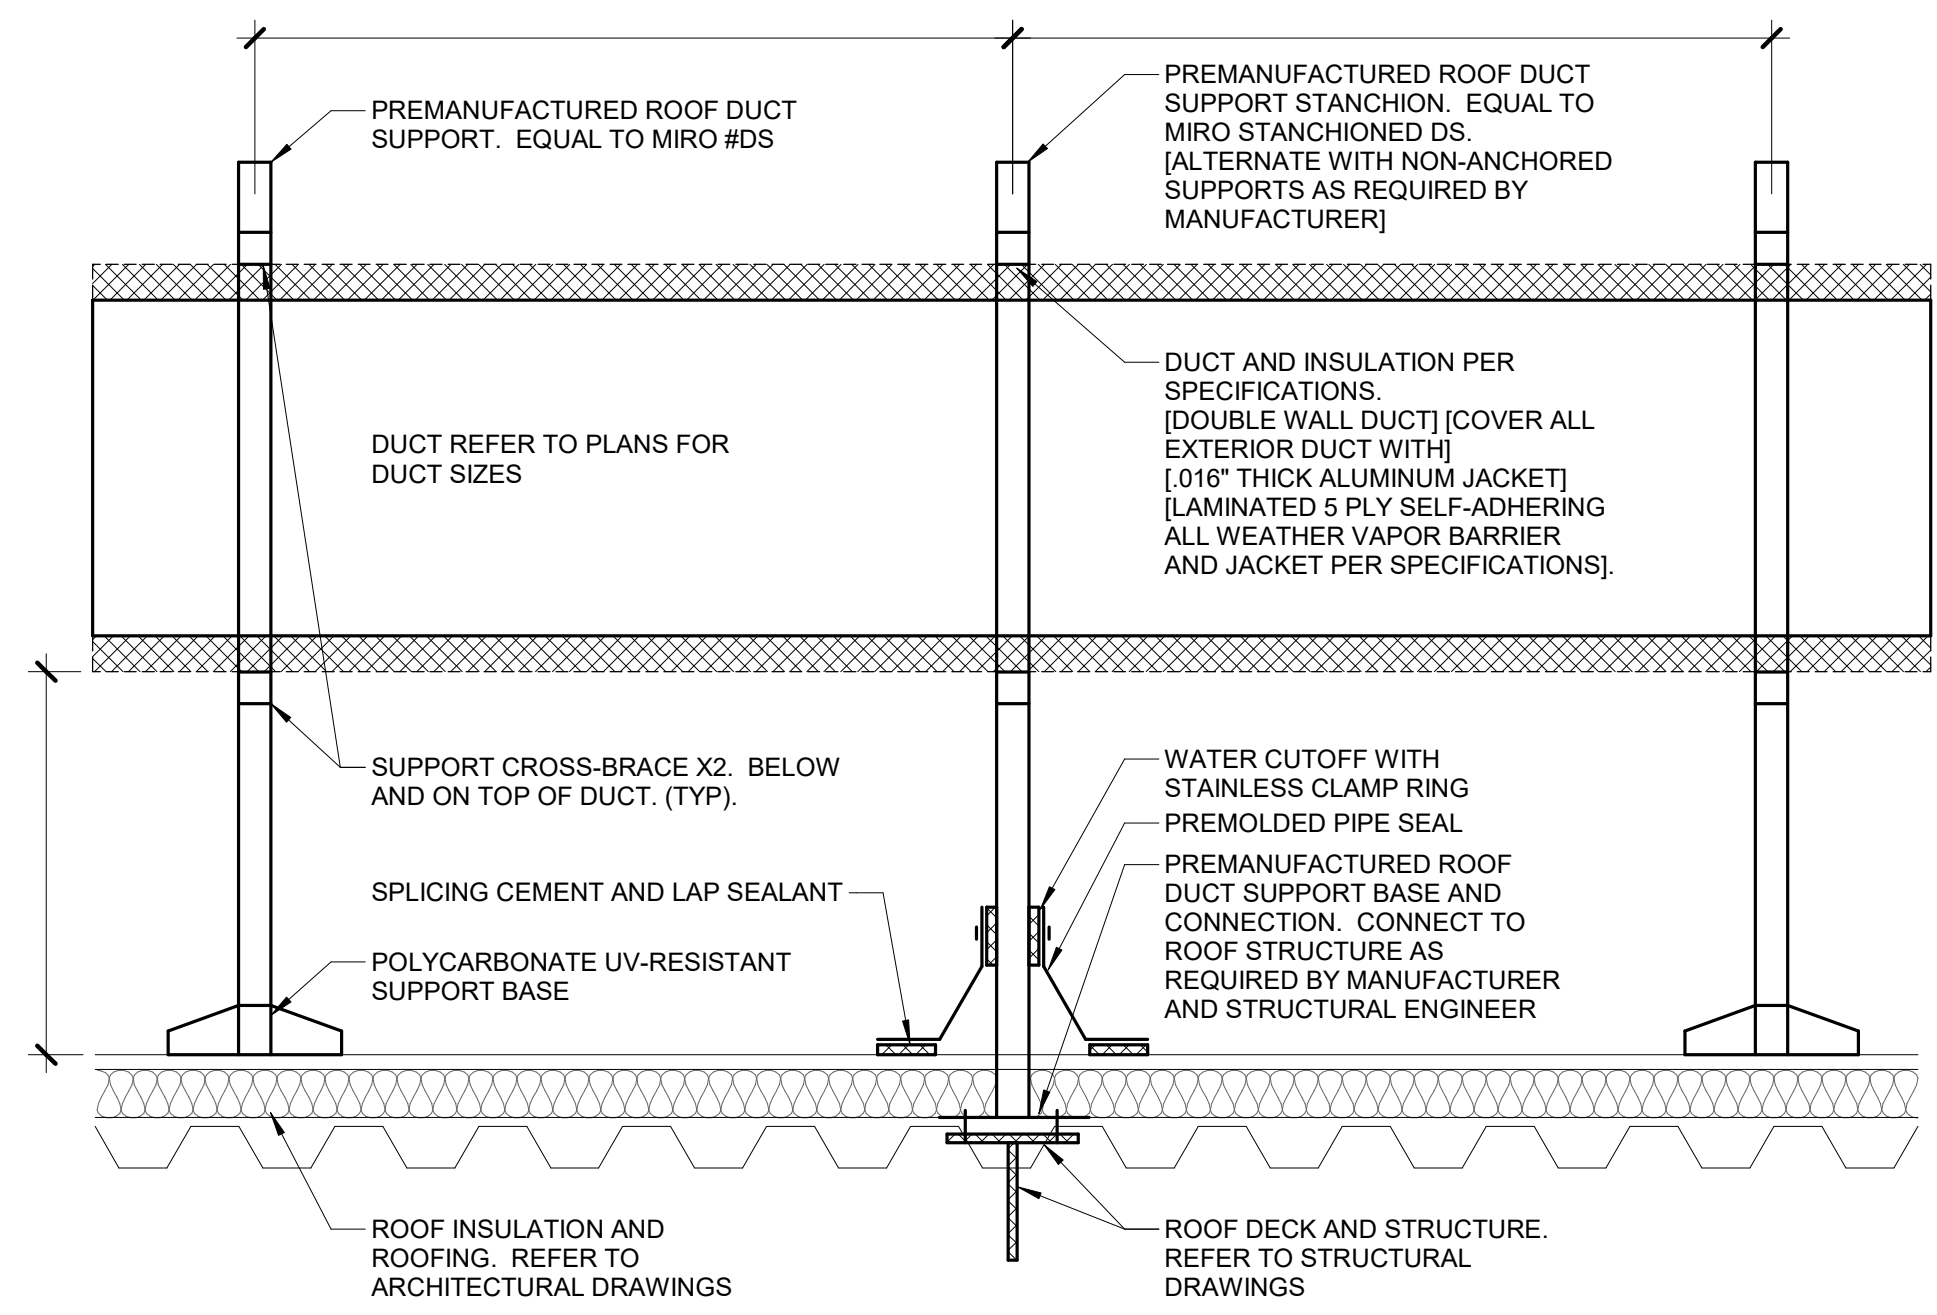 PREMANUFACTURED ROOF DUCT
SUPPORT. EQUAL TO MIRO #DS
PREMANUFACTURED ROOF DUCT
SUPPORT STANCHION. EQUAL TO
MIRO STANCHIONED DS.
[ALTERNATE WITH NON-ANCHORED
SUPPORTS AS REQUIRED BY
MANUFACTURER]
DUCT REFER TO PLANS FOR
DUCT SIZES
DUCT AND INSULATION PER
SPECIFICATIONS.
[DOUBLE WALL DUCT] [COVER ALL
EXTERIOR DUCT WITH]
[.016" THICK ALUMINUM JACKET]
[LAMINATED 5 PLY SELF-ADHERING
ALL WEATHER VAPOR BARRIER
AND JACKET PER SPECIFICATIONS].
SUPPORT CROSS-BRACE X2. BELOW
AND ON TOP OF DUCT. (TYP).
SPLICING CEMENT AND LAP SEALANT
POLYCARBONATE UV-RESISTANT
SUPPORT BASE
WATER CUTOFF WITH
STAINLESS CLAMP RING
PREMOLDED PIPE SEAL
PREMANUFACTURED ROOF
DUCT SUPPORT BASE AND
CONNECTION. CONNECT TO
ROOF STRUCTURE AS
REQUIRED BY MANUFACTURER
AND STRUCTURAL ENGINEER
ROOF INSULATION AND
ROOFING. REFER TO
ARCHITECTURAL DRAWINGS
ROOF DECK AND STRUCTURE.
REFER TO STRUCTURAL
DRAWINGS